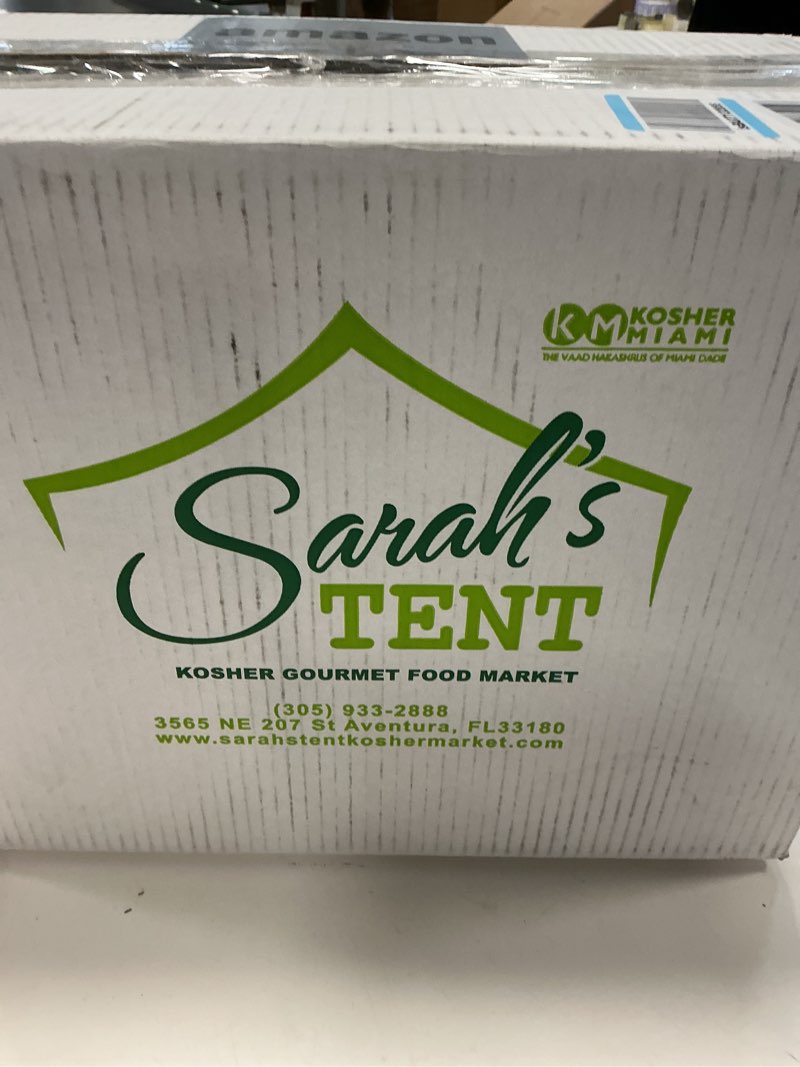 amazon
KM KOSHER
MIAMI
THE VAAD HAKASHRUS OF MIAMI DADE
Sarah's
TENT
KOSHER GOURMET FOOD MARKET
(305) 933-2888
3565 NE 207 St Aventura, FL33180
www.sarahstentkoshermarket.com